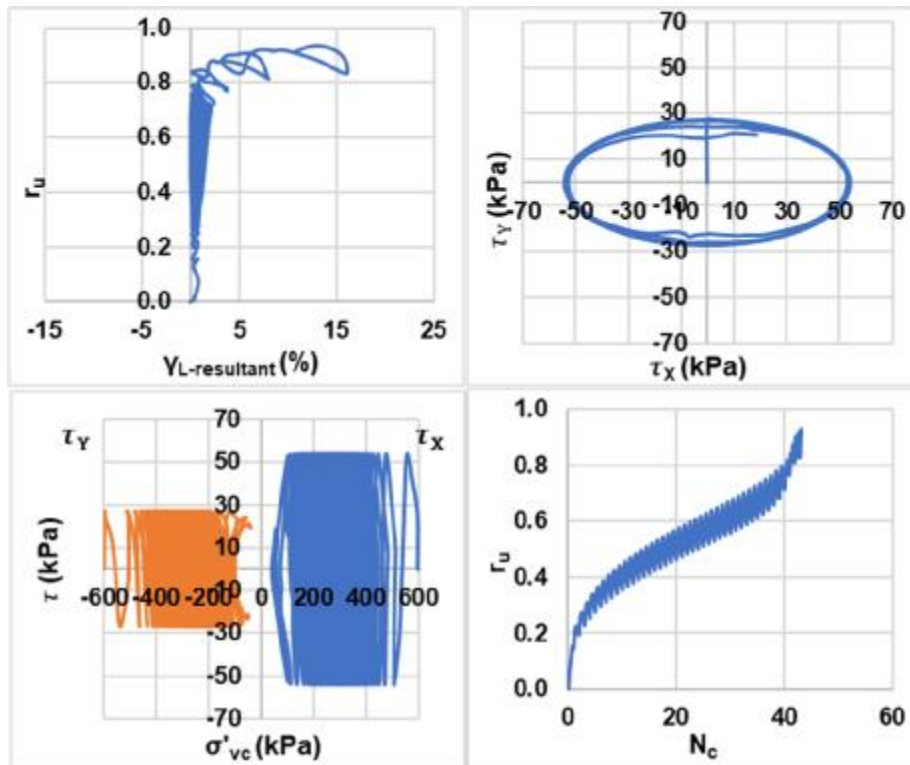 1.0
0.8
0.6
0.4
0.2
0.0
r_u
-15 -5 5 15 25
γ_L-resultant (%)
70
50
30
10
-10
-30
-50
-70
τ_Y (kPa)
-70 -50 -30 -10 10 30 50 70
τ_X (kPa)
τ_Y
τ_X
70
50
30
10
-10
-30
-50
-70
τ (kPa)
-600 -400 -200 0 200 400 600
σ'_vc (kPa)
1.0
0.8
0.6
0.4
0.2
0.0
r_u
0 20 40 60
N_c